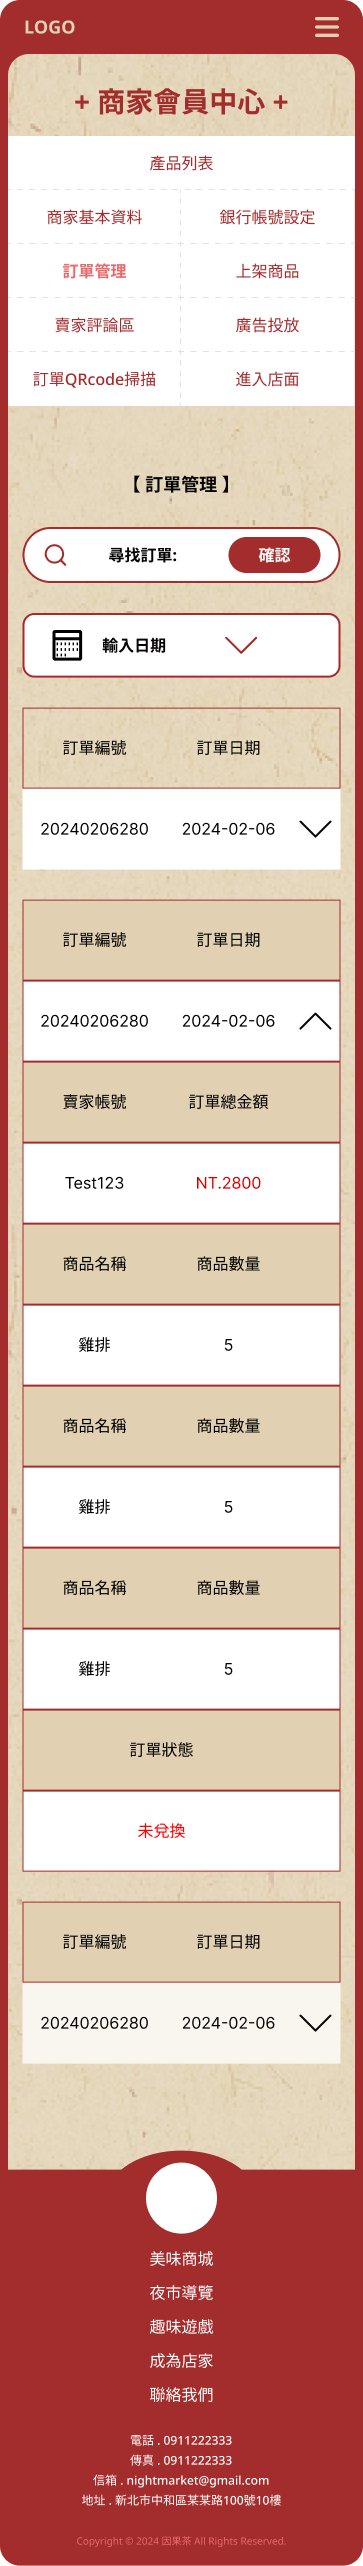 LOGO
+ 商家會員中心 +
產品列表
商家基本資料 銀行帳號設定
訂單管理 上架商品
賣家評論區 廣告投放
訂單QRcode掃描 進入店面
【 訂單管理 】
尋找訂單: 確認
輸入日期
訂單編號 訂單日期
20240206280 2024-02-06
訂單編號 訂單日期
20240206280 2024-02-06
賣家帳號 訂單總金額
Test123 NT.2800
商品名稱 商品數量
雞排 5
商品名稱 商品數量
雞排 5
商品名稱 商品數量
雞排 5
訂單狀態
未兌換
訂單編號 訂單日期
20240206280 2024-02-06
美味商城
夜市導覽
趣味遊戲
成為店家
聯絡我們
電話 . 0911222333
傳真 . 0911222333
信箱 . nightmarket@gmail.com
地址 . 新北市中和區某某路100號10樓
Copyright © 2024 因果茶 All Rights Reserved.